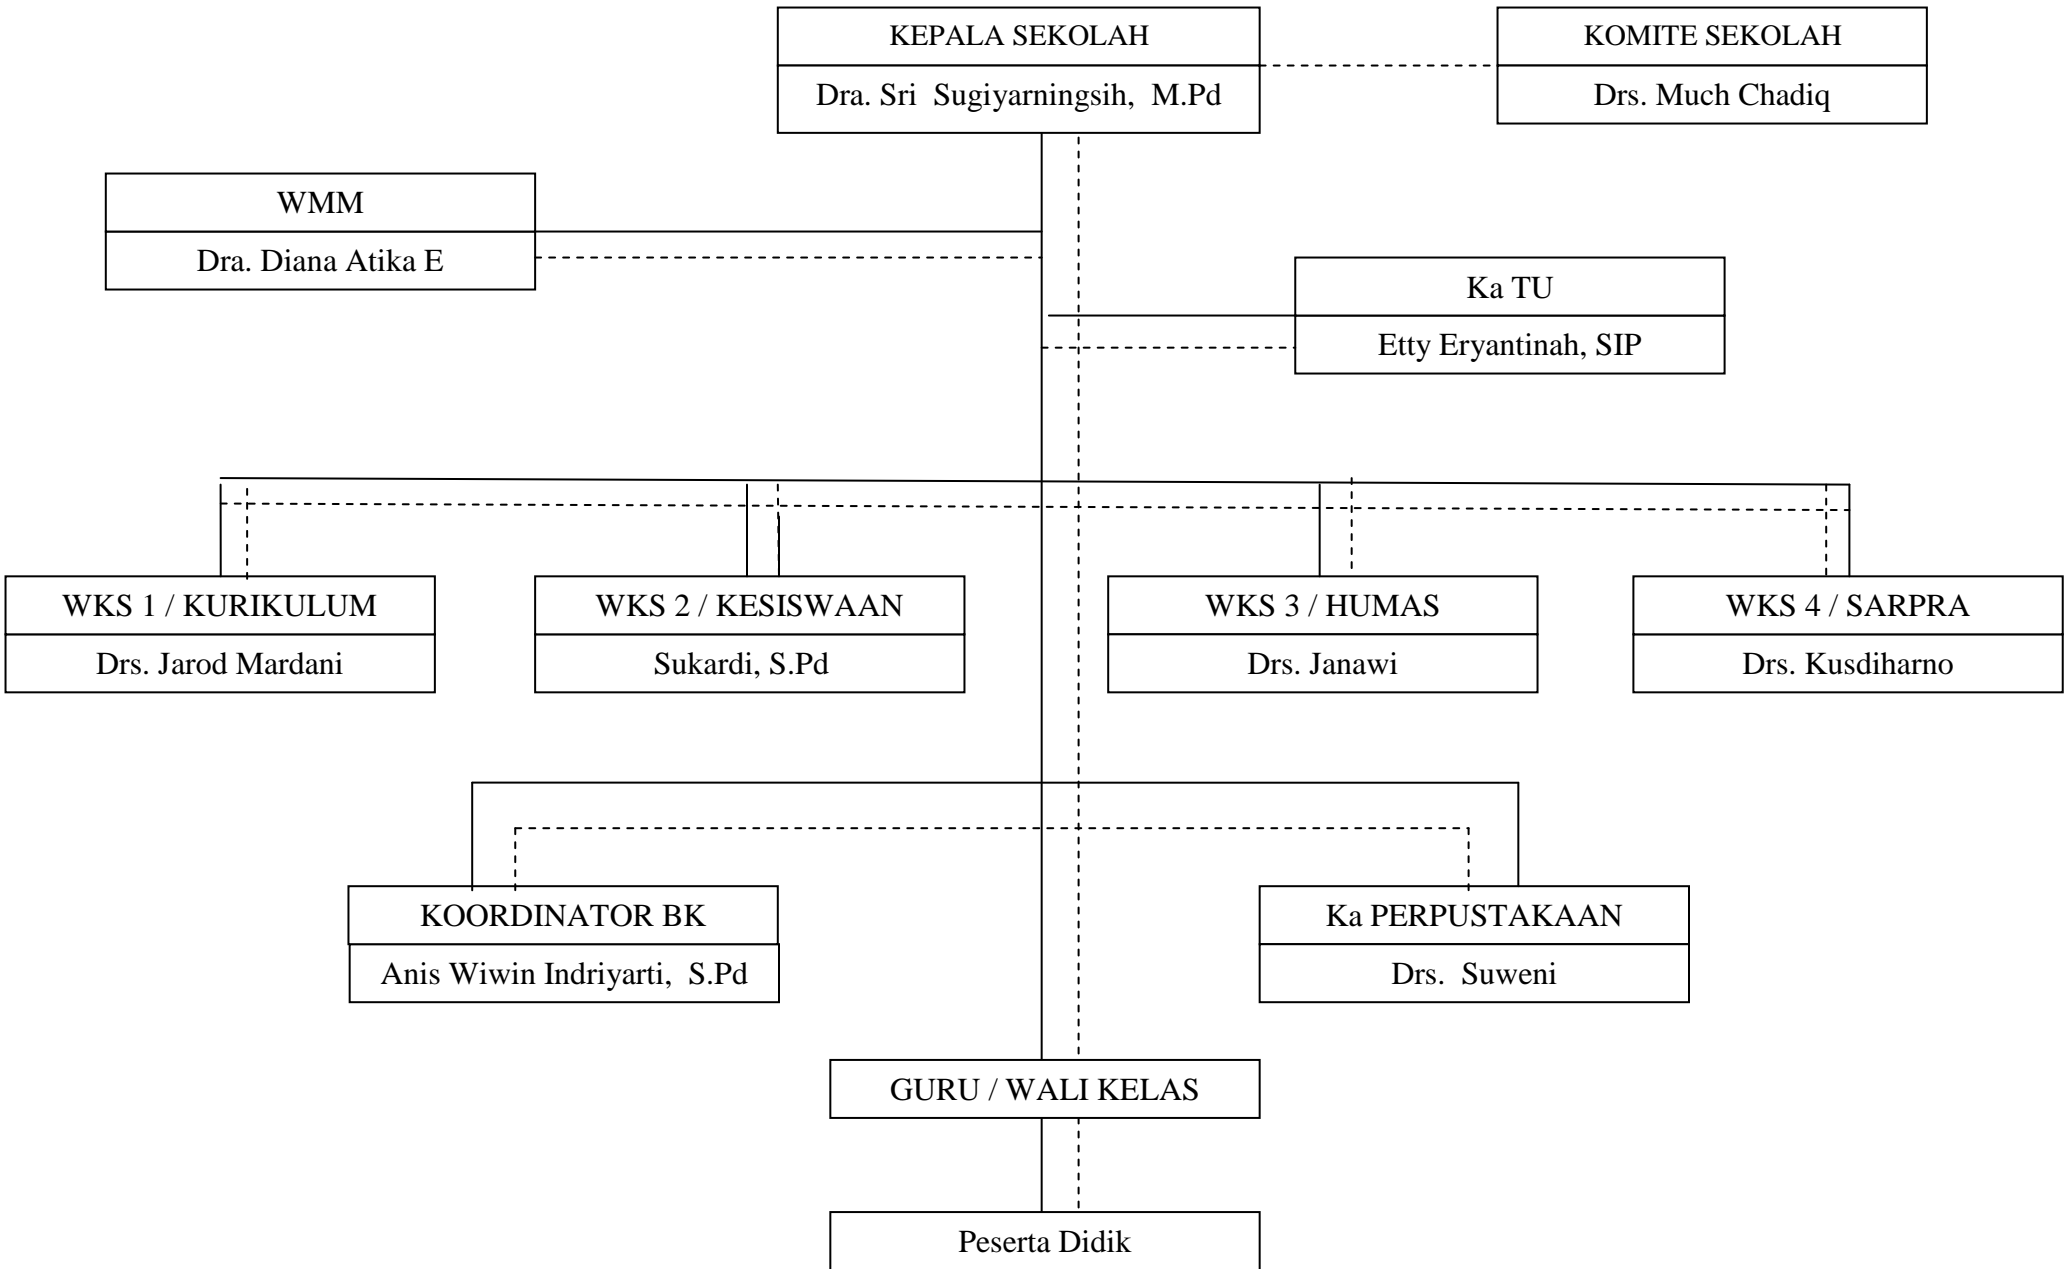 KEPALA SEKOLAH
Dra. Sri Sugiyarningsih, M.Pd
KOMITE SEKOLAH
Drs. Much Chadiq
WMM
Dra. Diana Atika E
Ka TU
Etty Eryantinah, SIP
WKS 1 / KURIKULUM
Drs. Jarod Mardani
WKS 2 / KESISWAAN
Sukardi, S.Pd
WKS 3 / HUMAS
Drs. Janawi
WKS 4 / SARPRA
Drs. Kusdiharno
KOORDINATOR BK
Anis Wiwin Indriyarti, S.Pd
Ka PERPUSTAKAAN
Drs. Suweni
GURU / WALI KELAS
Peserta Didik